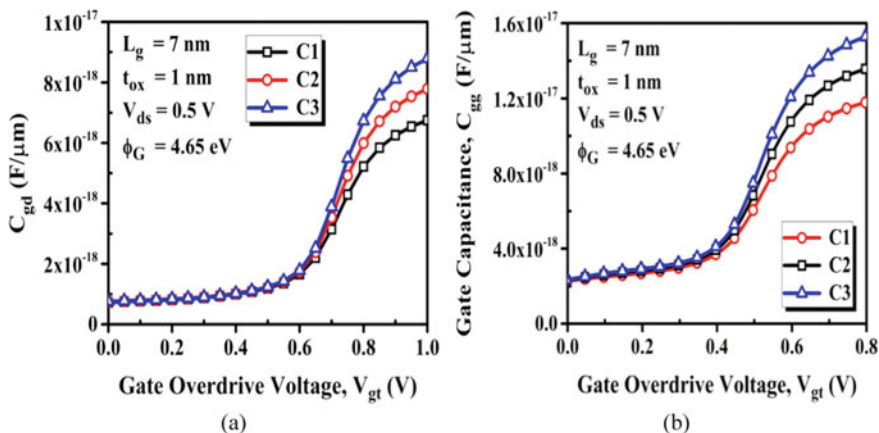 1x10⁻¹⁷
8x10⁻¹⁸
6x10⁻¹⁸
4x10⁻¹⁸
2x10⁻¹⁸
0
C_gd (F/μm)
L_g = 7 nm
t_ox = 1 nm
V_ds = 0.5 V
ϕ_G = 4.65 eV
C1
C2
C3
0.0 0.2 0.4 0.6 0.8 1.0
Gate Overdrive Voltage, V_gt (V)
(a)
1.6x10⁻¹⁷
1.2x10⁻¹⁷
8.0x10⁻¹⁸
4.0x10⁻¹⁸
0.0
Gate Capacitance, C_gg (F/μm)
L_g = 7 nm
t_ox = 1 nm
V_ds = 0.5 V
ϕ_G = 4.65 eV
C1
C2
C3
0.0 0.2 0.4 0.6 0.8
Gate Overdrive Voltage, V_gt (V)
(b)